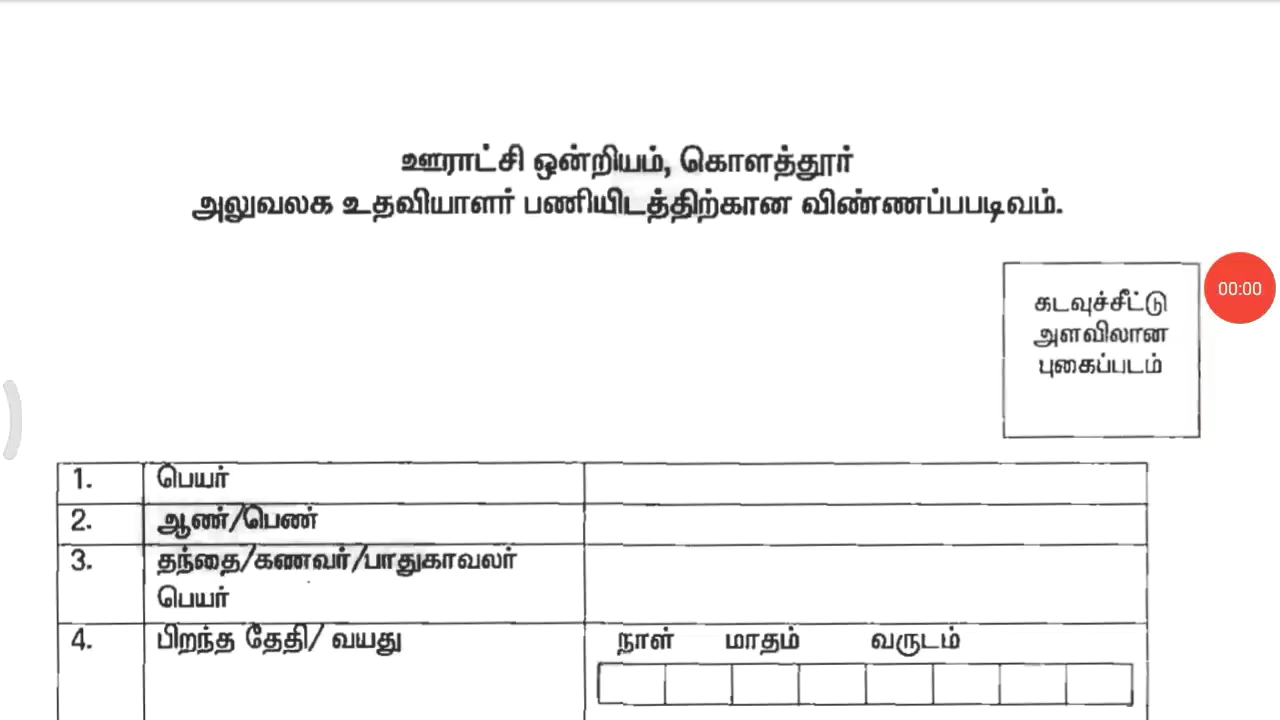 ஊராட்சி ஒன்றியம், கொளத்தூர்
அலுவலக உதவியாளர் பணியிடத்திற்கான விண்ணப்பபடிவம்.
கடவுச்சீட்டு
அளவிலான
புகைப்படம்
00:00
1. பெயர்
2. ஆண்/பெண்
3. தந்தை/கணவர்/பாதுகாவலர்
பெயர்
4. பிறந்த தேதி/ வயது நாள் மாதம் வருடம்